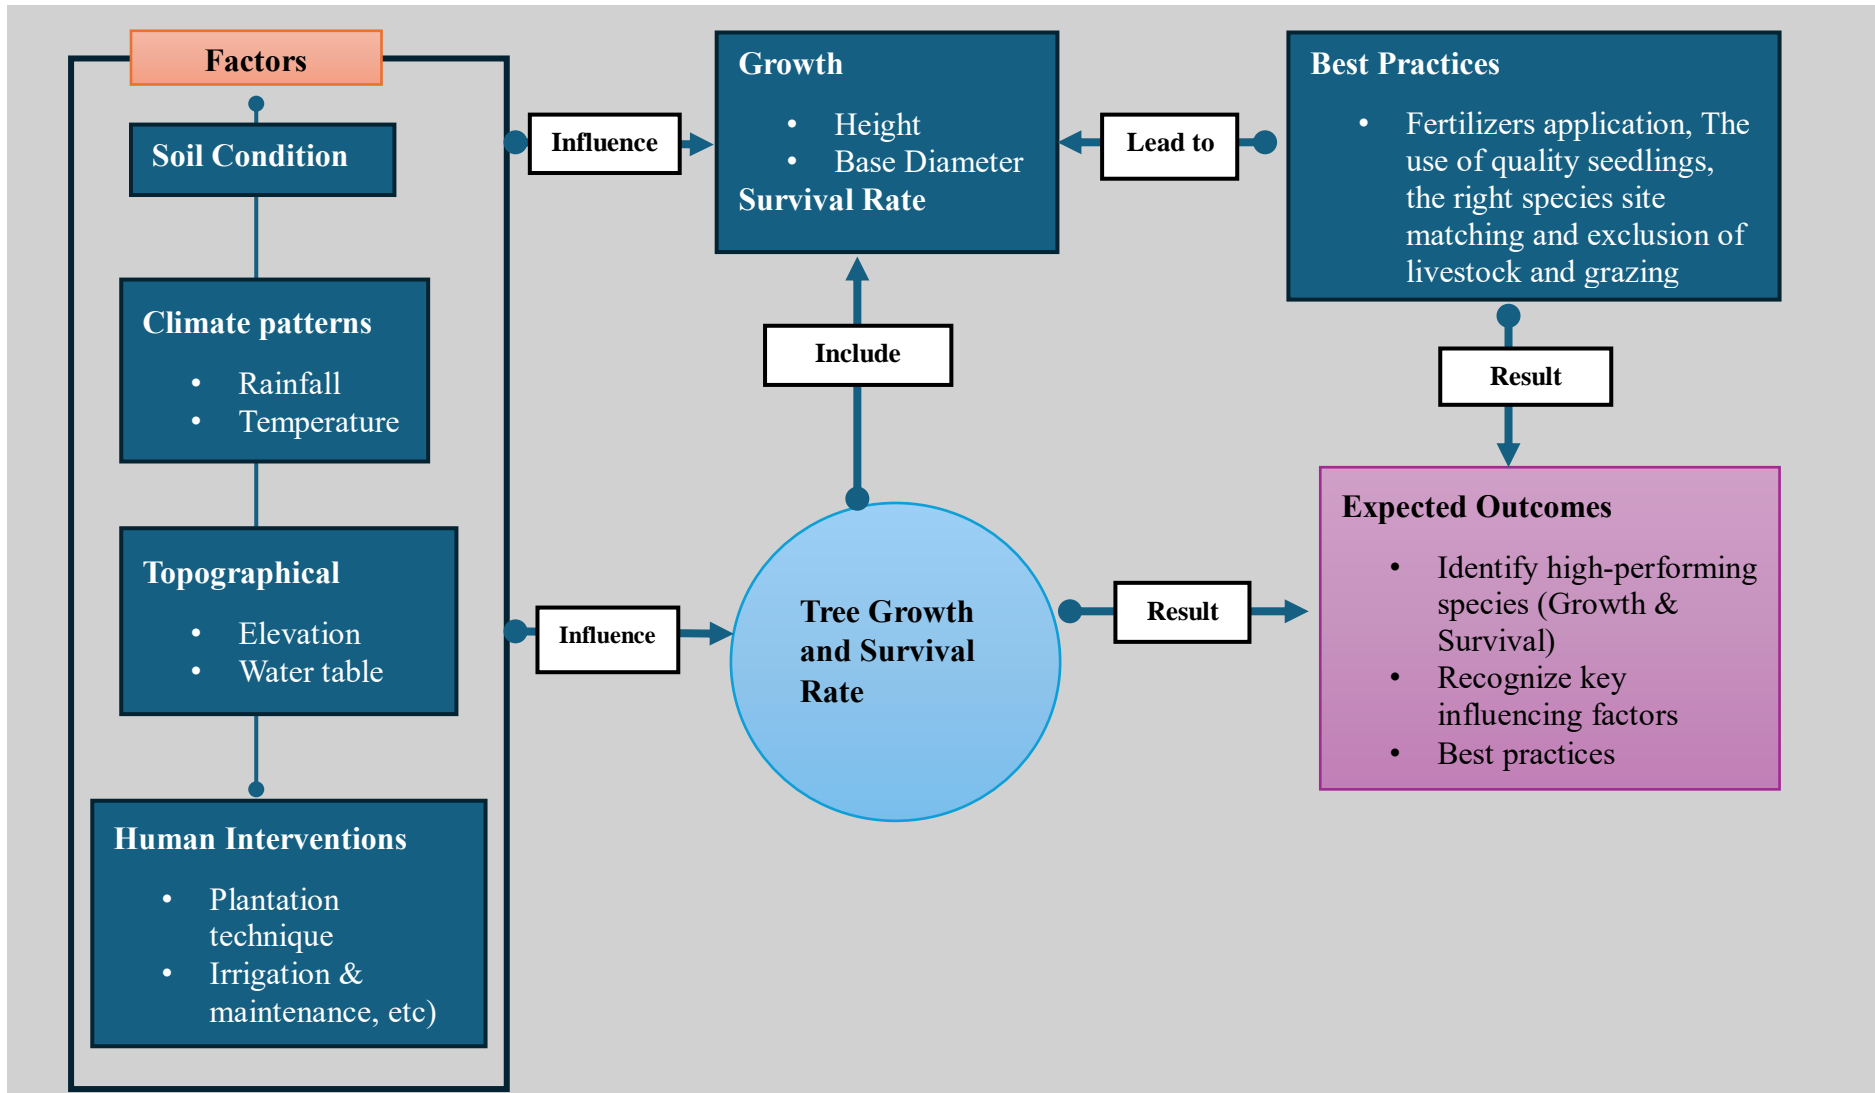 Factors
Soil Condition
Climate patterns
• Rainfall
• Temperature
Topographical
• Elevation
• Water table
Human Interventions
• Plantation
technique
• Irrigation &
maintenance, etc)
Influence
Influence
Growth
• Height
• Base Diameter
Survival Rate
Include
Tree Growth
and Survival
Rate
Lead to
Result
Best Practices
• Fertilizers application, The
use of quality seedlings,
the right species site
matching and exclusion of
livestock and grazing
Result
Expected Outcomes
• Identify high-performing
species (Growth &
Survival)
• Recognize key
influencing factors
• Best practices